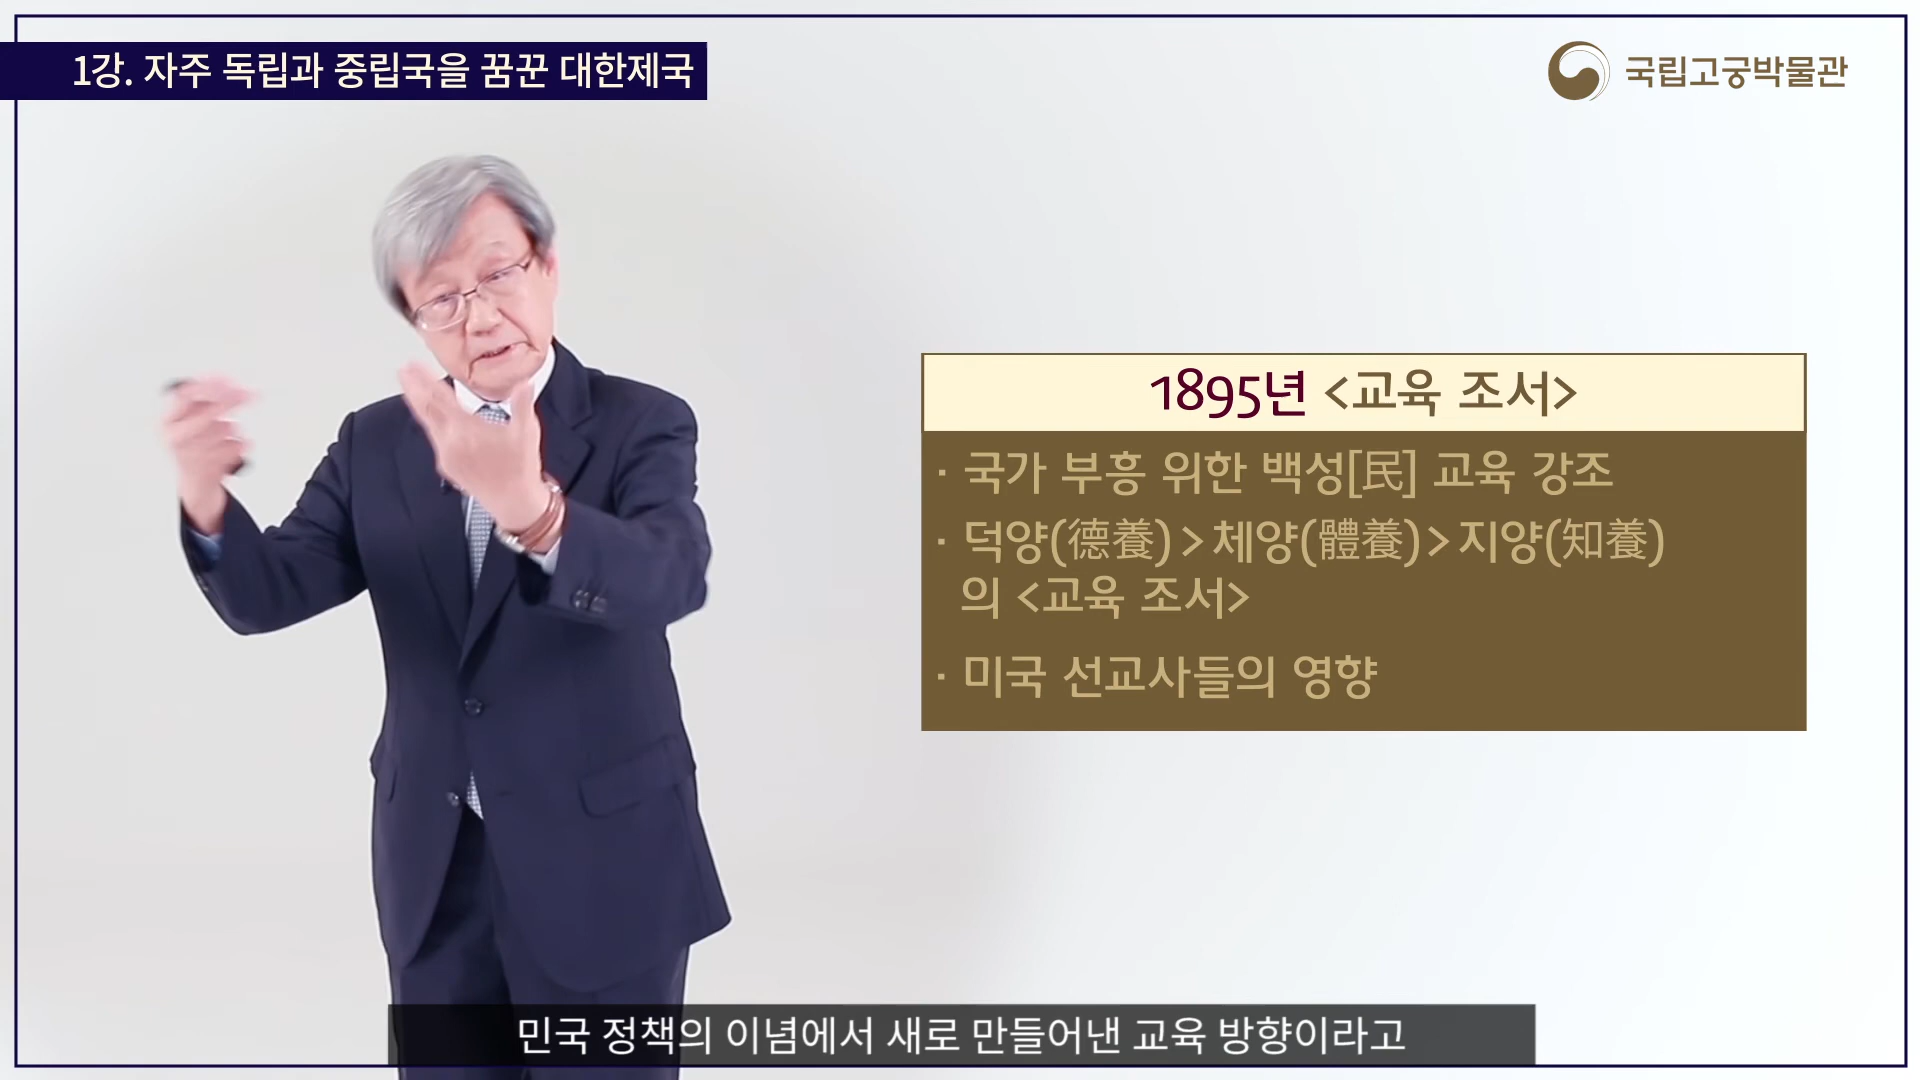 1강. 자주 독립과 중립국을 꿈꾼 대한제국
국립고궁박물관
1895년 <교육 조서>
· 국가 부흥 위한 백성[民] 교육 강조
· 덕양(德養)>체양(體養)>지양(知養)
의 <교육 조서>
· 미국 선교사들의 영향
민국 정책의 이념에서 새로 만들어낸 교육 방향이라고